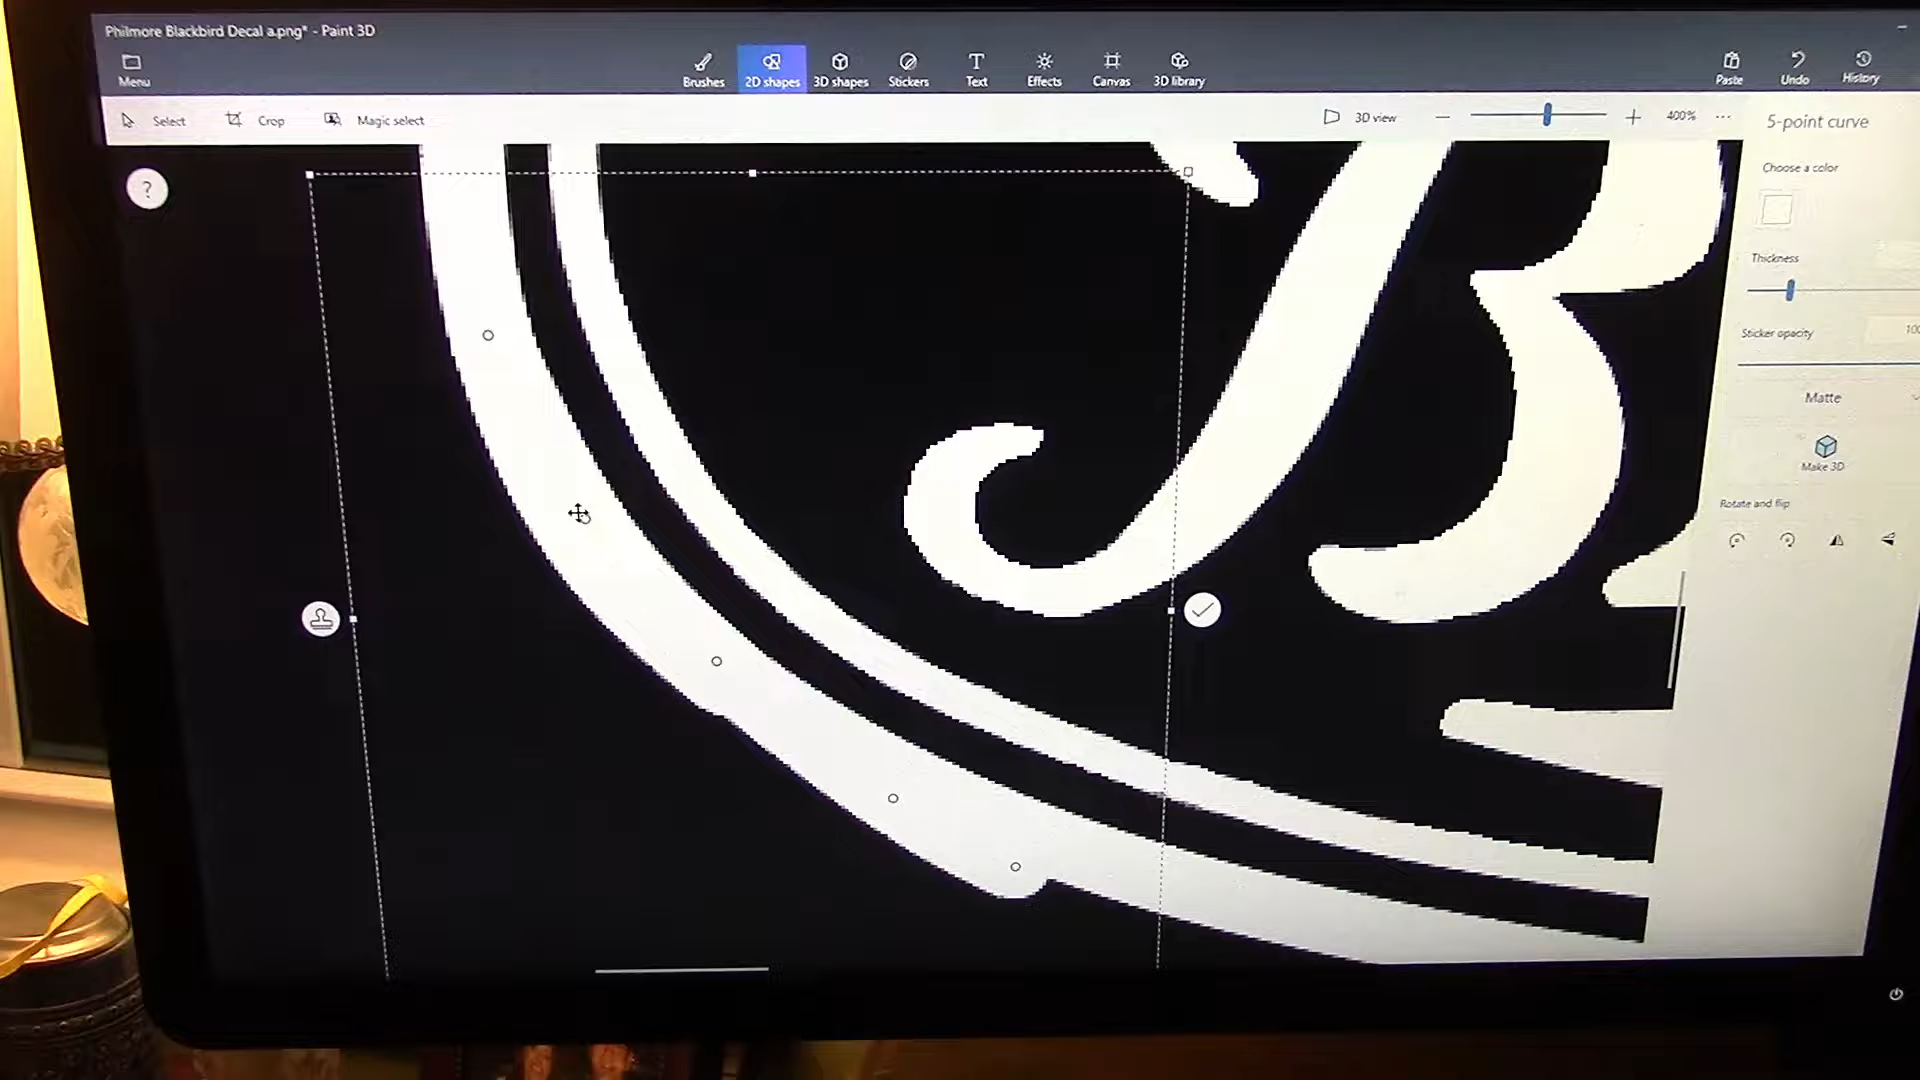 Philmore Blackbird Decal a.png* - Paint 3D
Menu
Brushes
2D shapes
3D shapes
Stickers
Text
Effects
Canvas
3D library
Paste
Undo
History
Select
Crop
Magic select
3D view
400%
5-point curve
?
Choose a color
Thickness
Sticker opacity
100
Matte
Make 3D
Rotate and flip
B